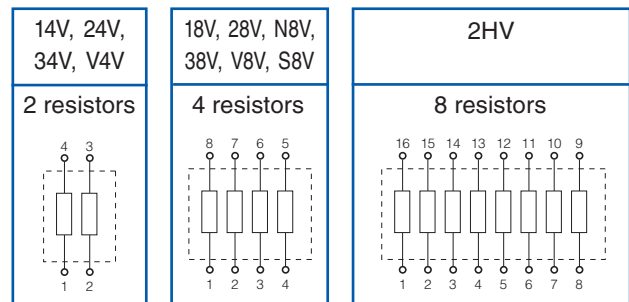 14V, 24V,
34V, V4V
2 resistors
4 3
1 2
18V, 28V, N8V,
38V, V8V, S8V
4 resistors
8 7 6 5
1 2 3 4
2HV
8 resistors
16 15 14 13 12 11 10 9
1 2 3 4 5 6 7 8